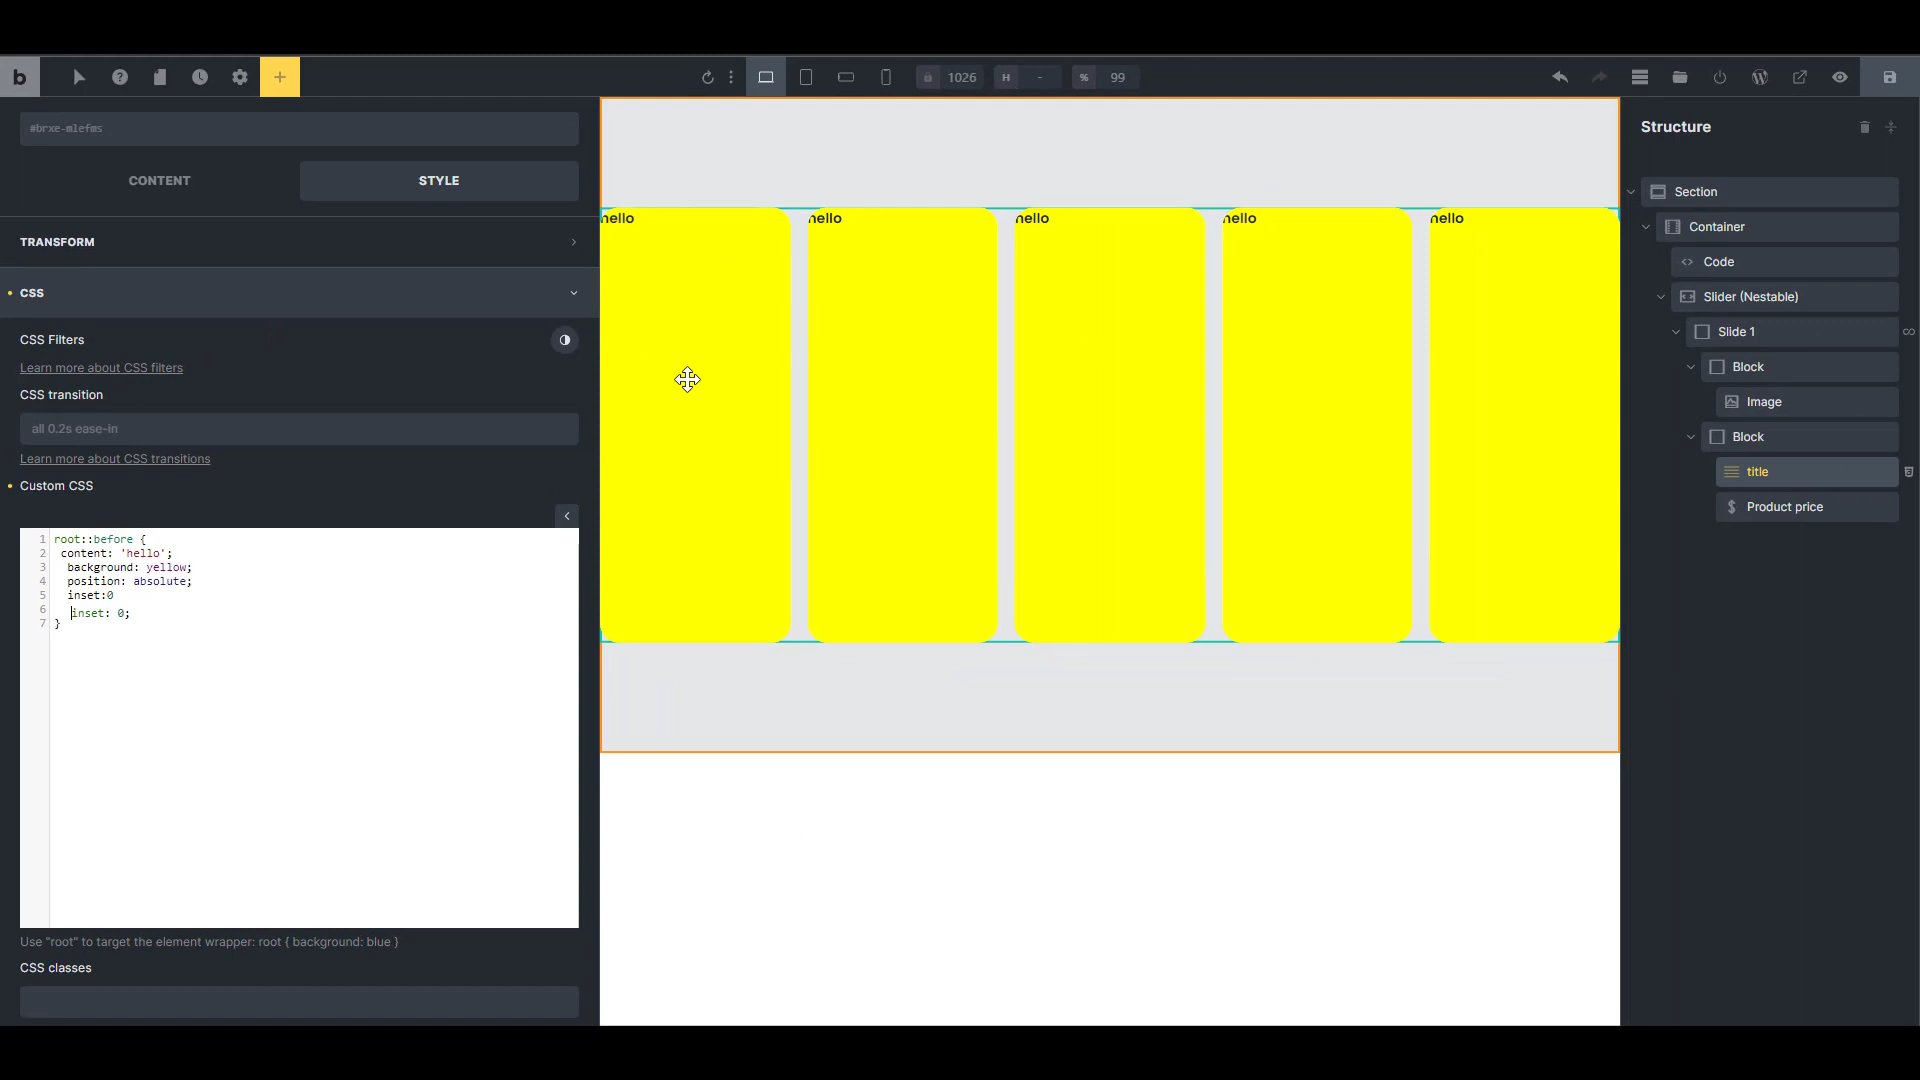 b
1026 H - % 99
#brxe-mlefms
CONTENT STYLE
TRANSFORM
CSS
CSS Filters
Learn more about CSS filters
CSS transition
all 0.2s ease-in
Learn more about CSS transitions
Custom CSS
1 root::before {
2 content: 'hello';
3 background: yellow;
4 position: absolute;
5 inset:0
6 inset: 0;
7 }
Use "root" to target the element wrapper: root { background: blue }
CSS classes
hello hello hello hello hello
Structure
Section
Container
Code
Slider (Nestable)
Slide 1
Block
Image
Block
title
Product price